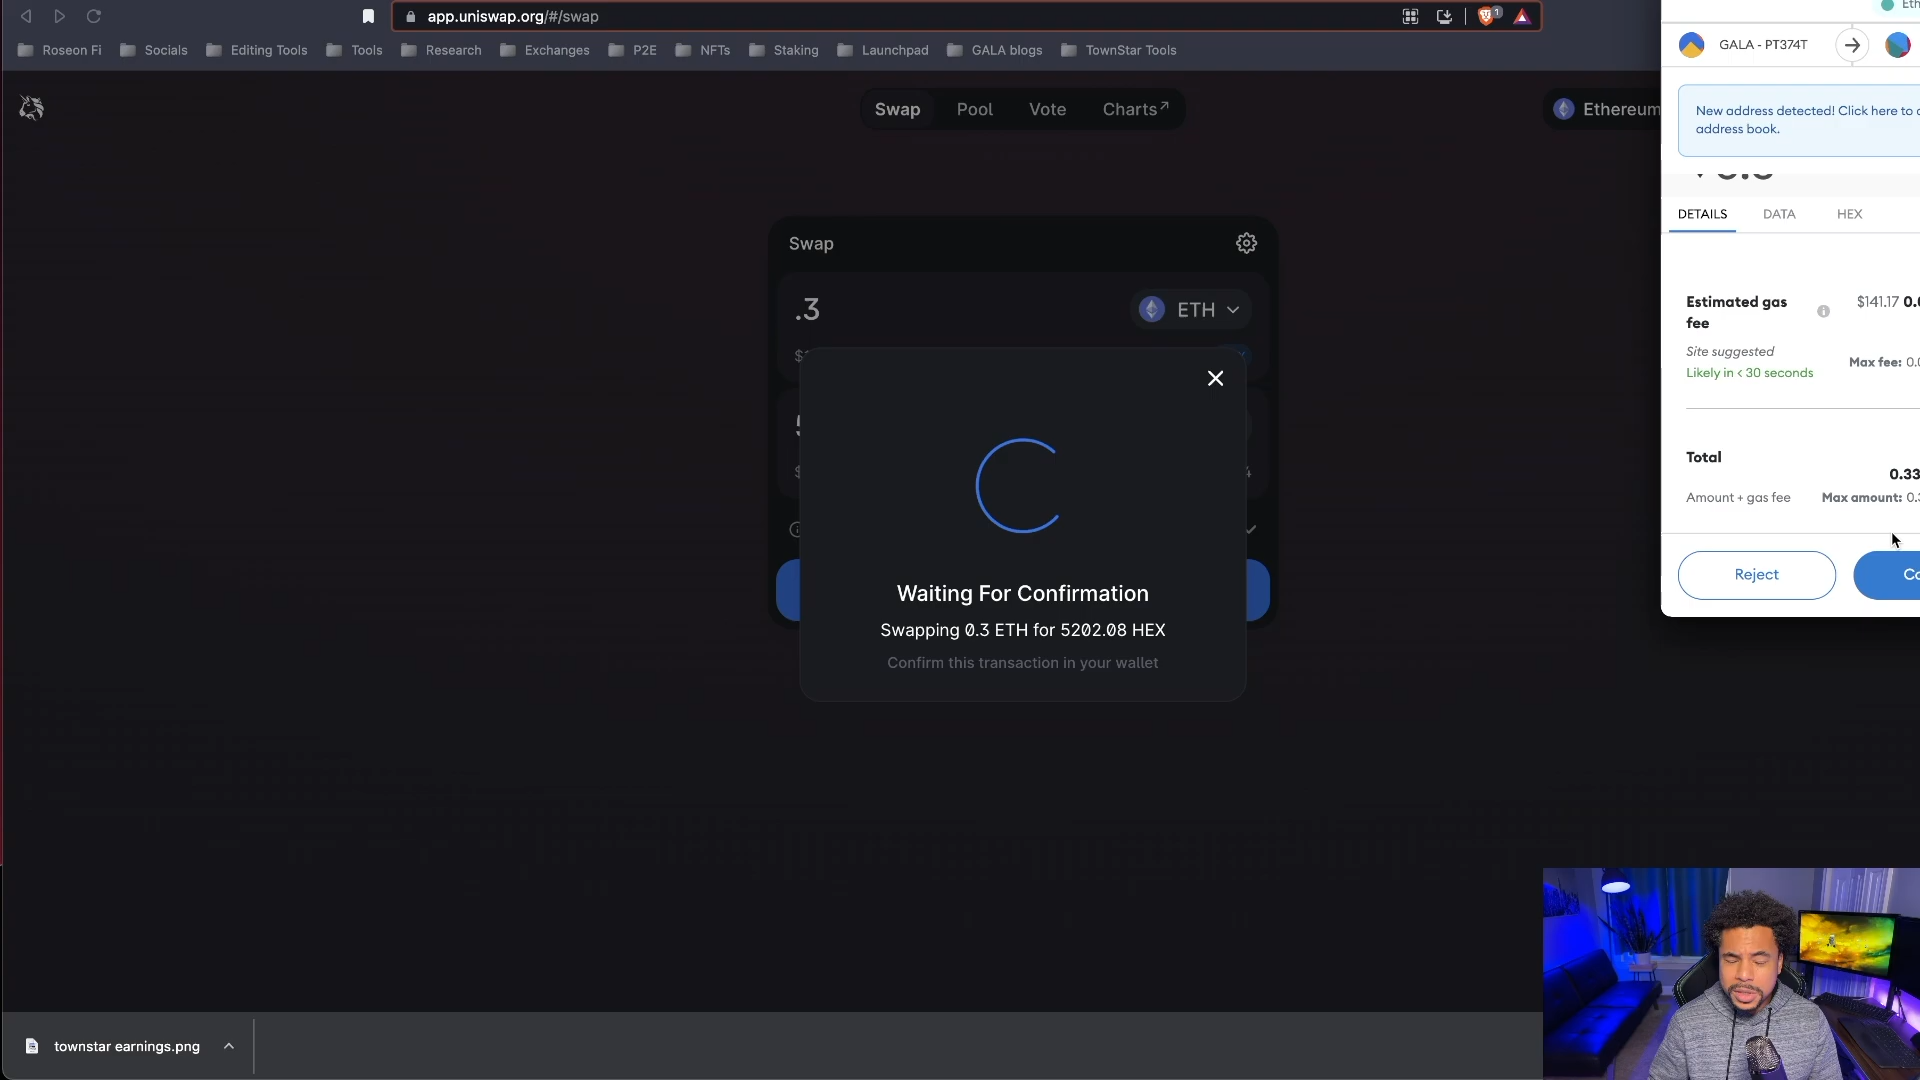 app.uniswap.org/#/swap
1
Roseon Fi
Socials
Editing Tools
Tools
Research
Exchanges
P2E
NFTs
Staking
Launchpad
GALA blogs
TownStar Tools
Swap
Pool
Vote
Charts↗
Ethereum
Swap
.3
ETH
Waiting For Confirmation
Swapping 0.3 ETH for 5202.08 HEX
Confirm this transaction in your wallet
GALA - PT374T
New address detected! Click here to
address book.
DETAILS
DATA
HEX
Estimated gas
fee
$141.17
Site suggested
Likely in < 30 seconds
Max fee:
Total
0.33
Amount + gas fee
Max amount:
Reject
townstar earnings.png